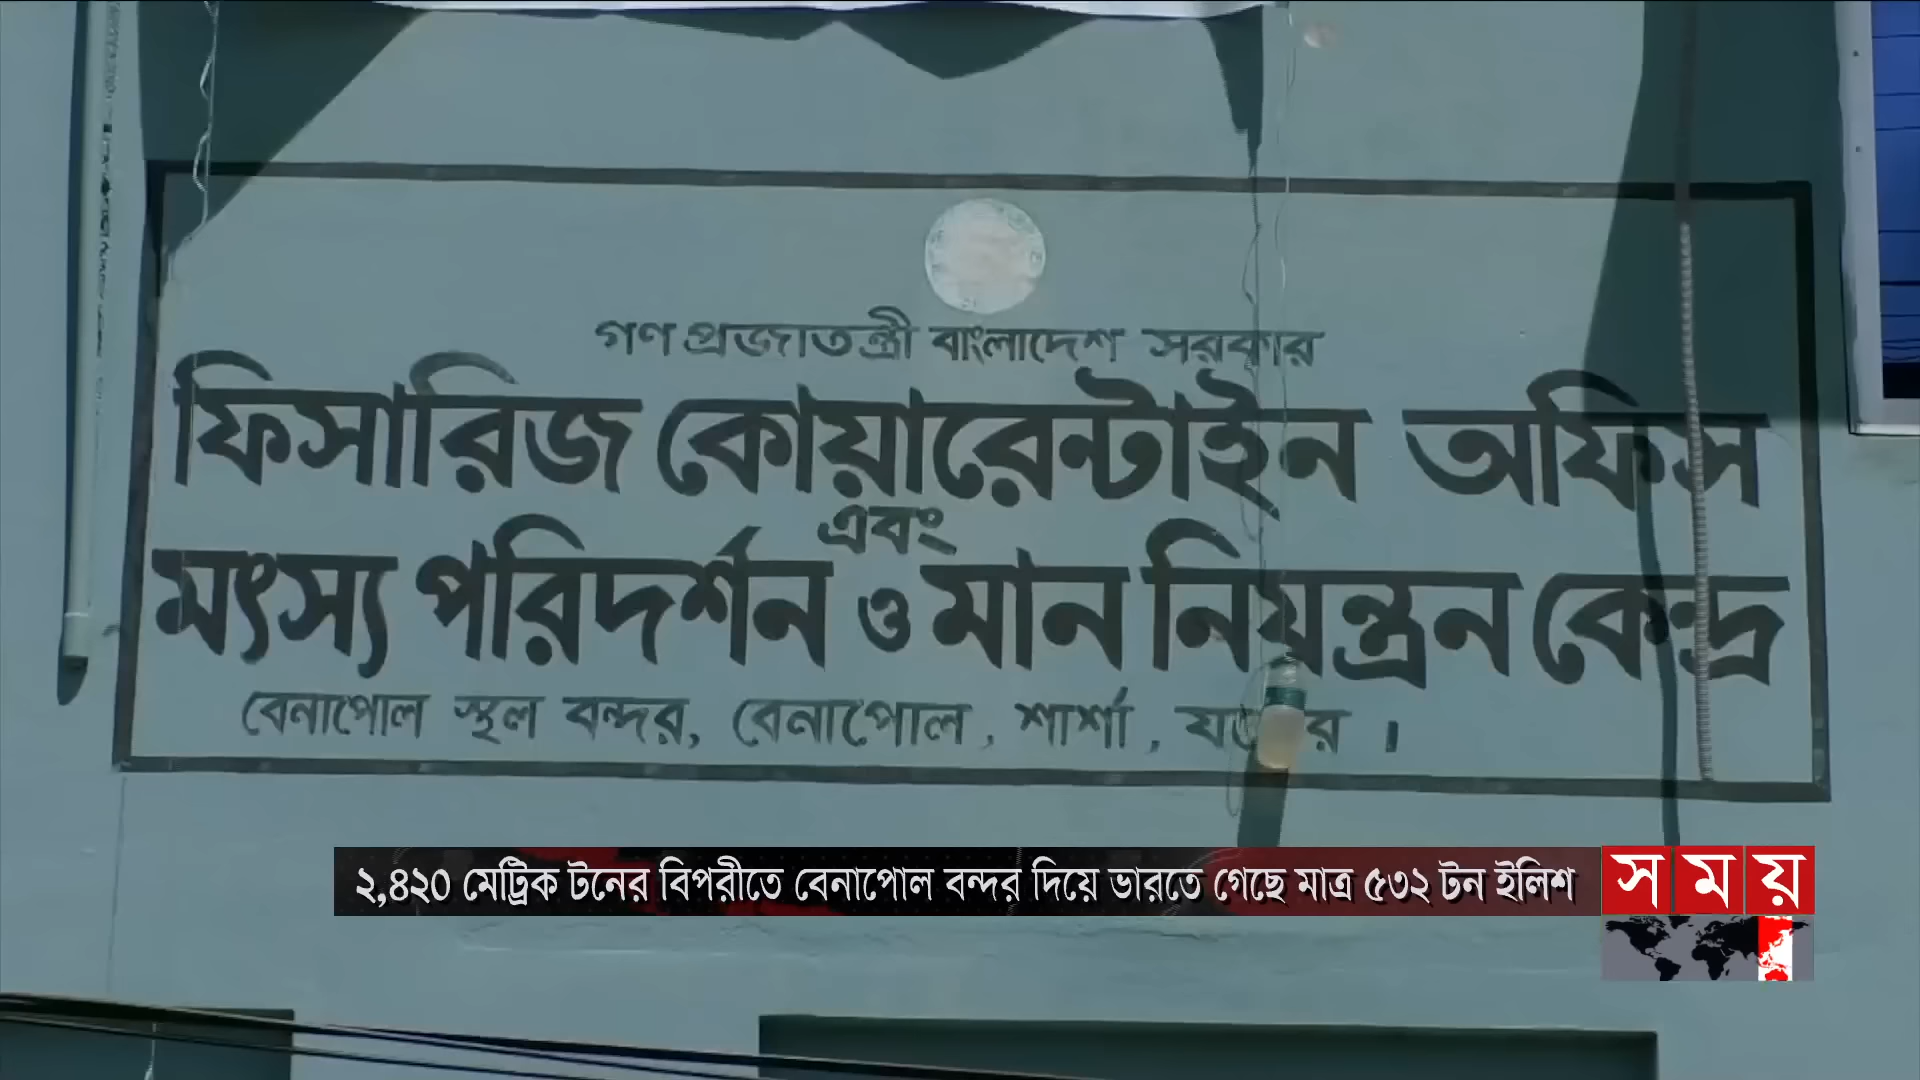 গণ প্রজাতন্ত্রী বাংলাদেশ সরকার
ফিসারিজ কোয়ারেন্টাইন অফিস
এবং
মৎস্য পরিদর্শন ও মান নিয়ন্ত্রন কেন্দ্র
বেনাপোল স্থল বন্দর, বেনাপোল, শার্শা,
২,৪২০ মেট্রিক টনের বিপরীতে বেনাপোল বন্দর দিয়ে ভারতে গেছে মাত্র ৫৩২ টন ইলিশ
সময়